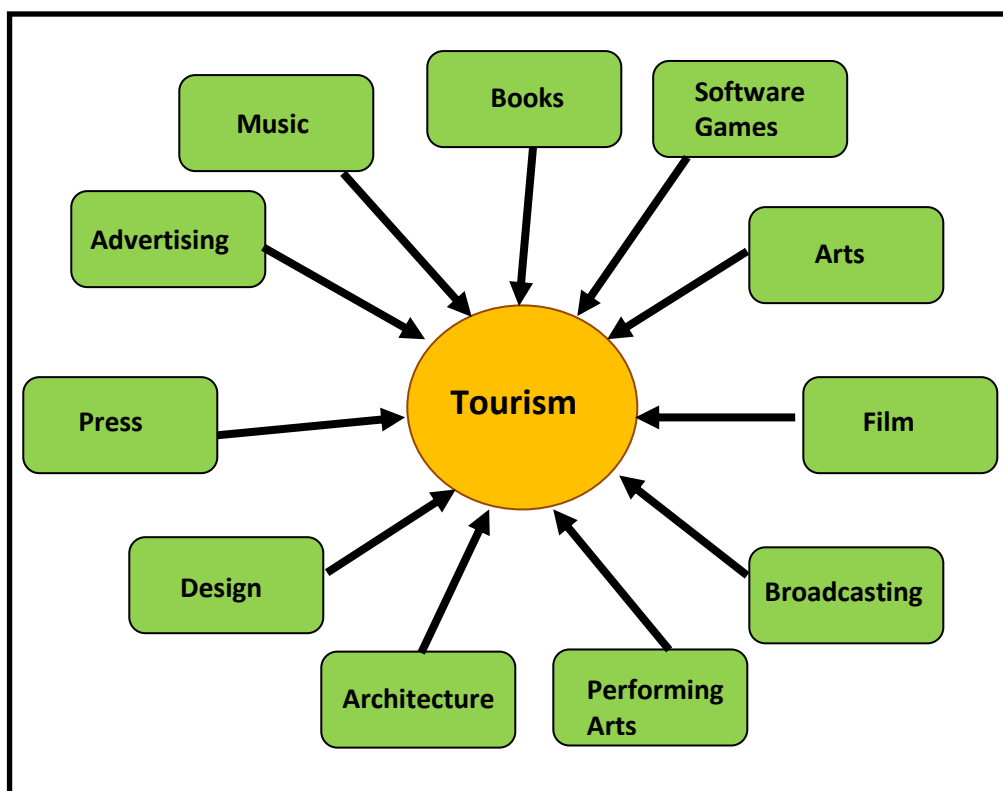 Books
Software
Games
Music
Advertising
Arts
Tourism
Press
Film
Design
Broadcasting
Architecture
Performing
Arts